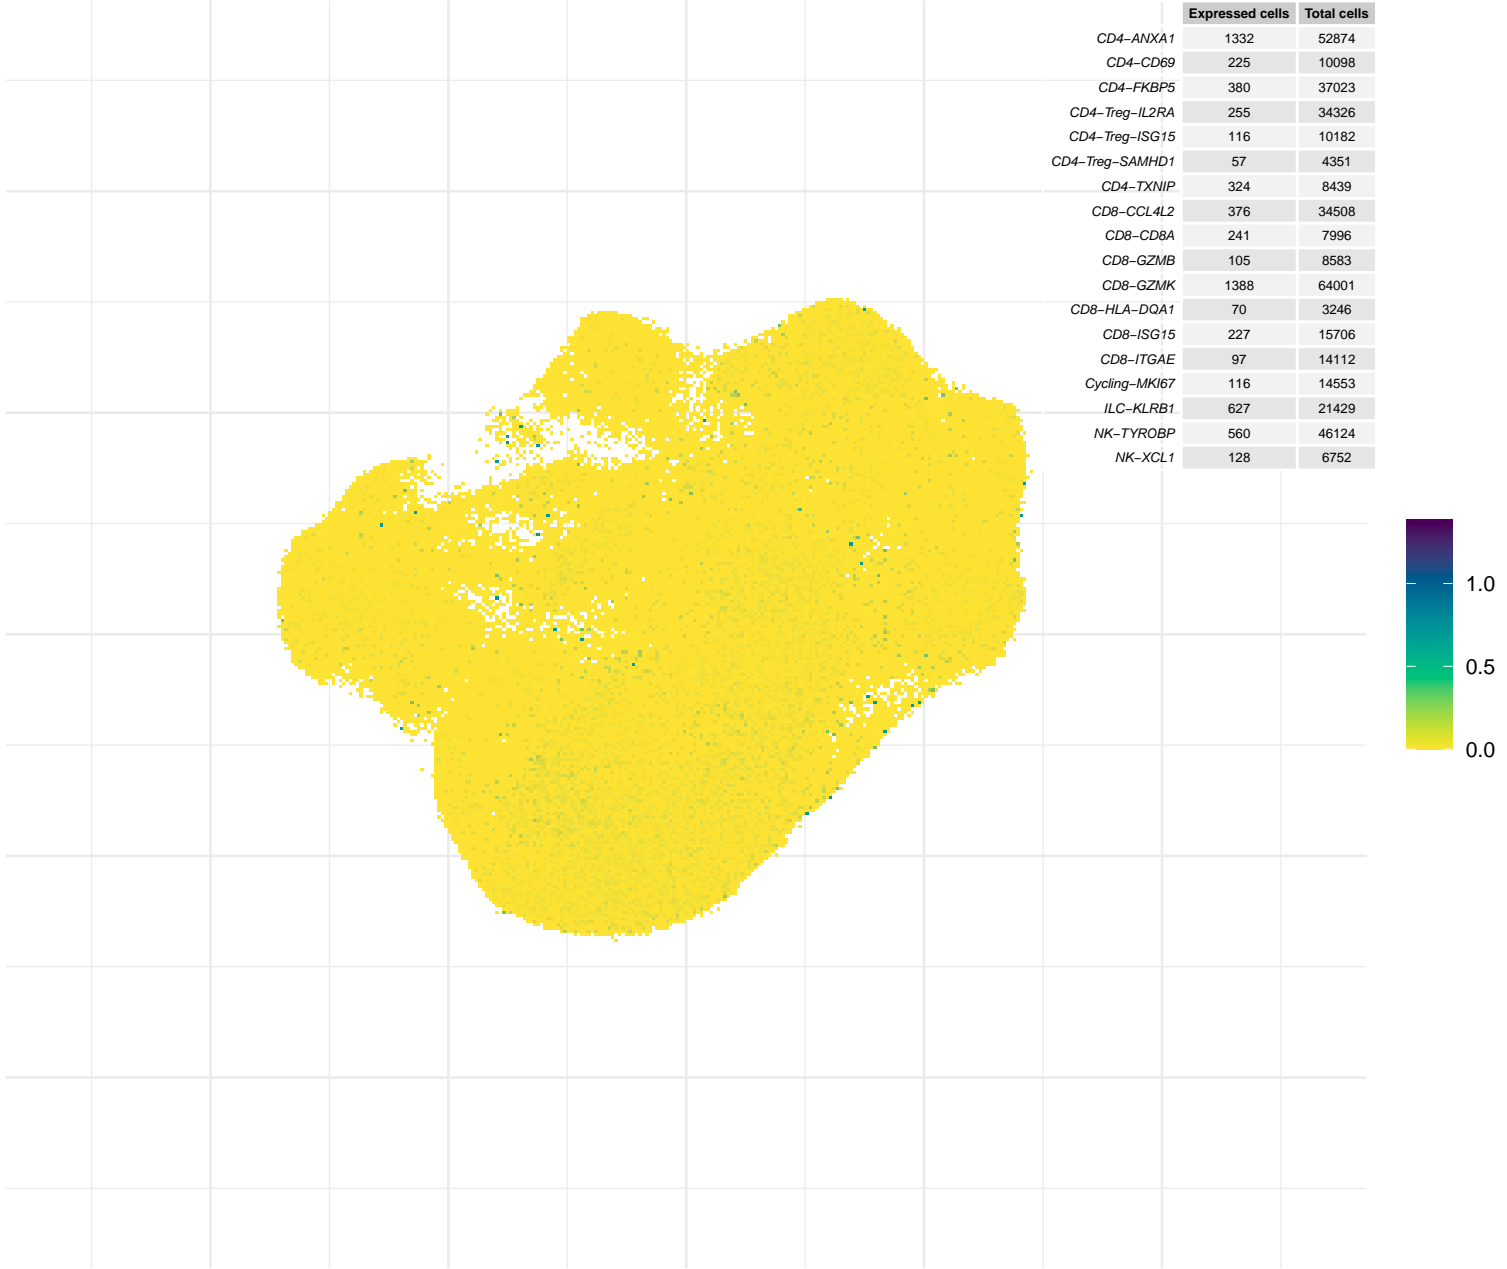 Expressed cells Total cells
CD4−ANXA1 1332 52874
CD4−CD69 225 10098
CD4−FKBP5 380 37023
CD4−Treg−IL2RA 255 34326
CD4−Treg−ISG15 116 10182
CD4−Treg−SAMHD1 57 4351
CD4−TXNIP 324 8439
CD8−CCL4L2 376 34508
CD8−CD8A 241 7996
CD8−GZMB 105 8583
CD8−GZMK 1388 64001
CD8−HLA−DQA1 70 3246
CD8−ISG15 227 15706
CD8−ITGAE 97 14112
Cycling−MKI67 116 14553
ILC−KLRB1 627 21429
NK−TYROBP 560 46124
NK−XCL1 128 6752
1.0
0.5
0.0